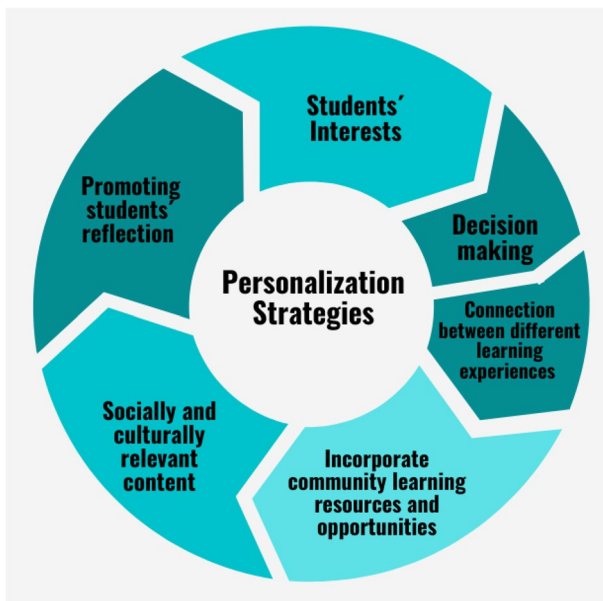 Students´
Interests
Decision
making
Connection
between different
learning
experiences
Incorporate
community learning
resources and
opportunities
Socially and
culturally
relevant
content
Promoting
students´
reflection
Personalization
Strategies